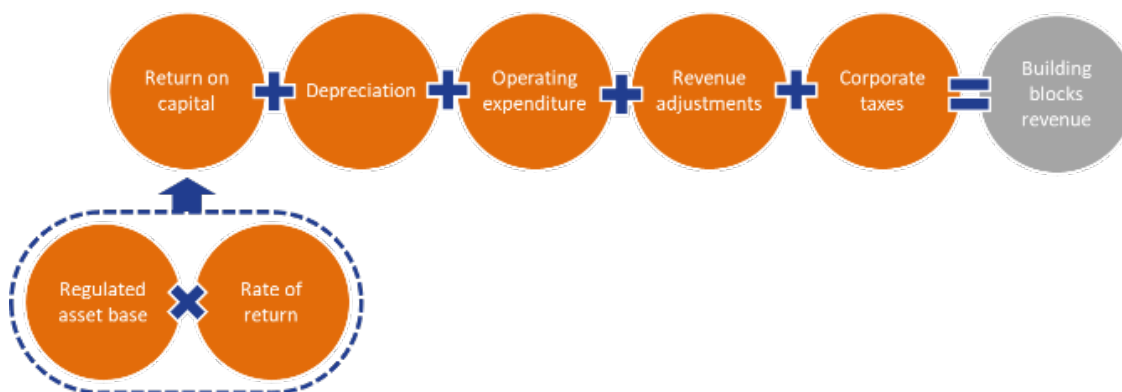 Return on
capital
Depreciation
Operating
expenditure
Revenue
adjustments
Corporate
taxes
Building
blocks
revenue
Regulated
asset base
Rate of
return